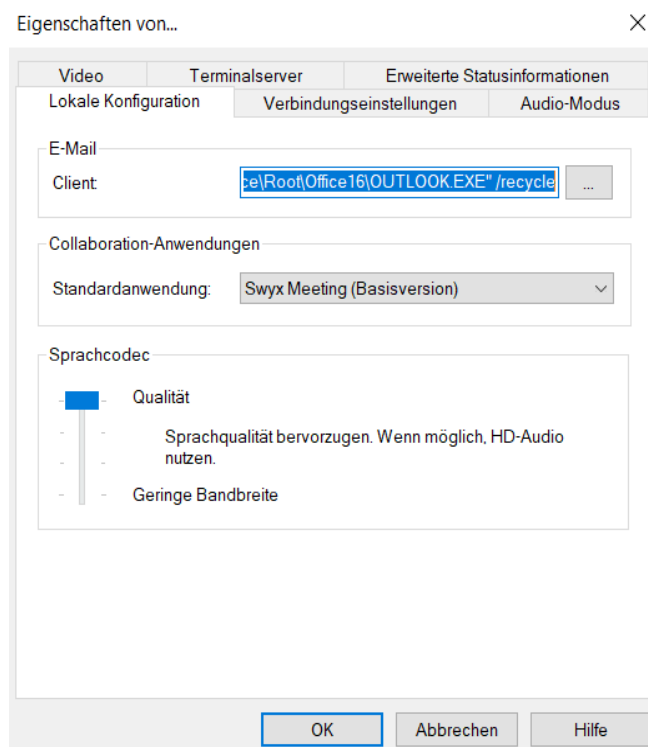 Eigenschaften von...
Video
Terminalserver
Erweiterte Statusinformationen
Lokale Konfiguration
Verbindungseinstellungen
Audio-Modus
E-Mail
Client:
ce\Root\Office16\OUTLOOK.EXE" /recycle
...
Collaboration-Anwendungen
Standardanwendung:
Swyx Meeting (Basisversion)
Sprachcodec
Qualität
Sprachqualität bervorzugen. Wenn möglich, HD-Audio
nutzen.
Geringe Bandbreite
OK
Abbrechen
Hilfe